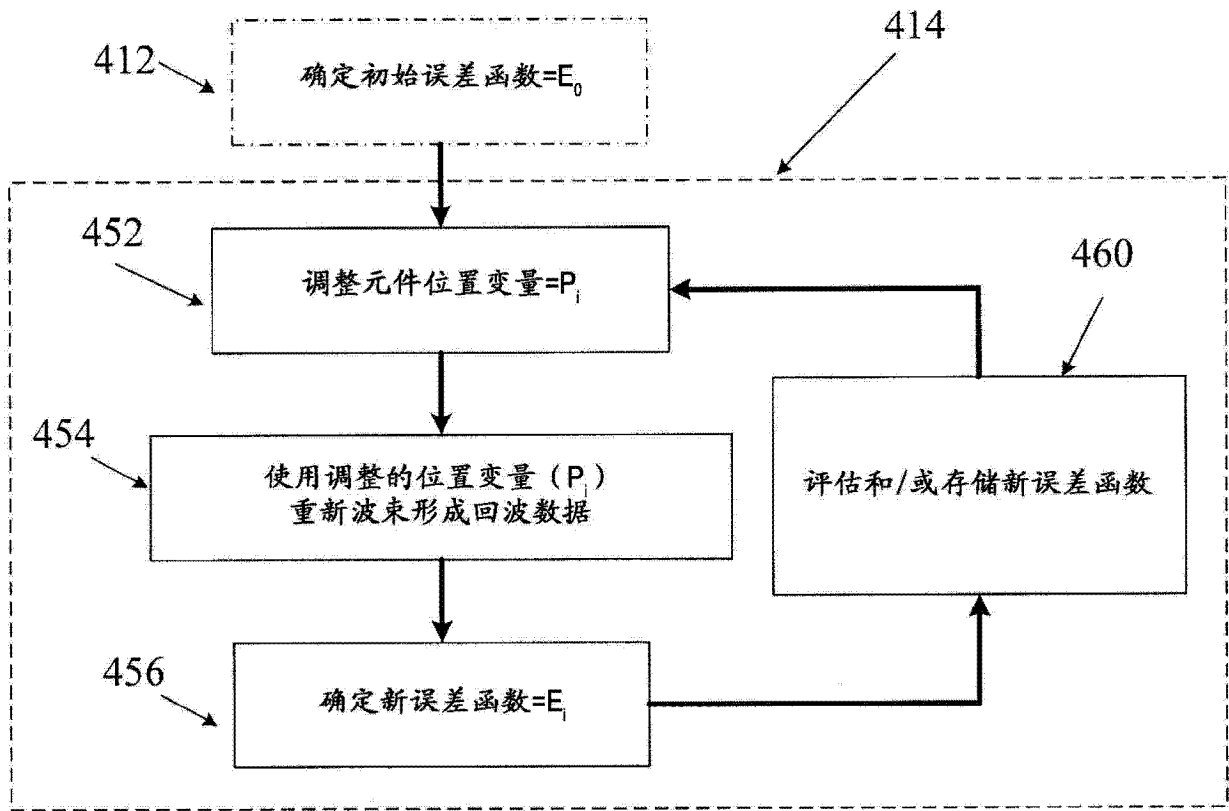 414
412
确定初始误差函数=E₀
452
调整元件位置变量=Pᵢ
460
454
使用调整的位置变量（Pᵢ）
重新波束形成回波数据
评估和/或存储新误差函数
456
确定新误差函数=Eᵢ